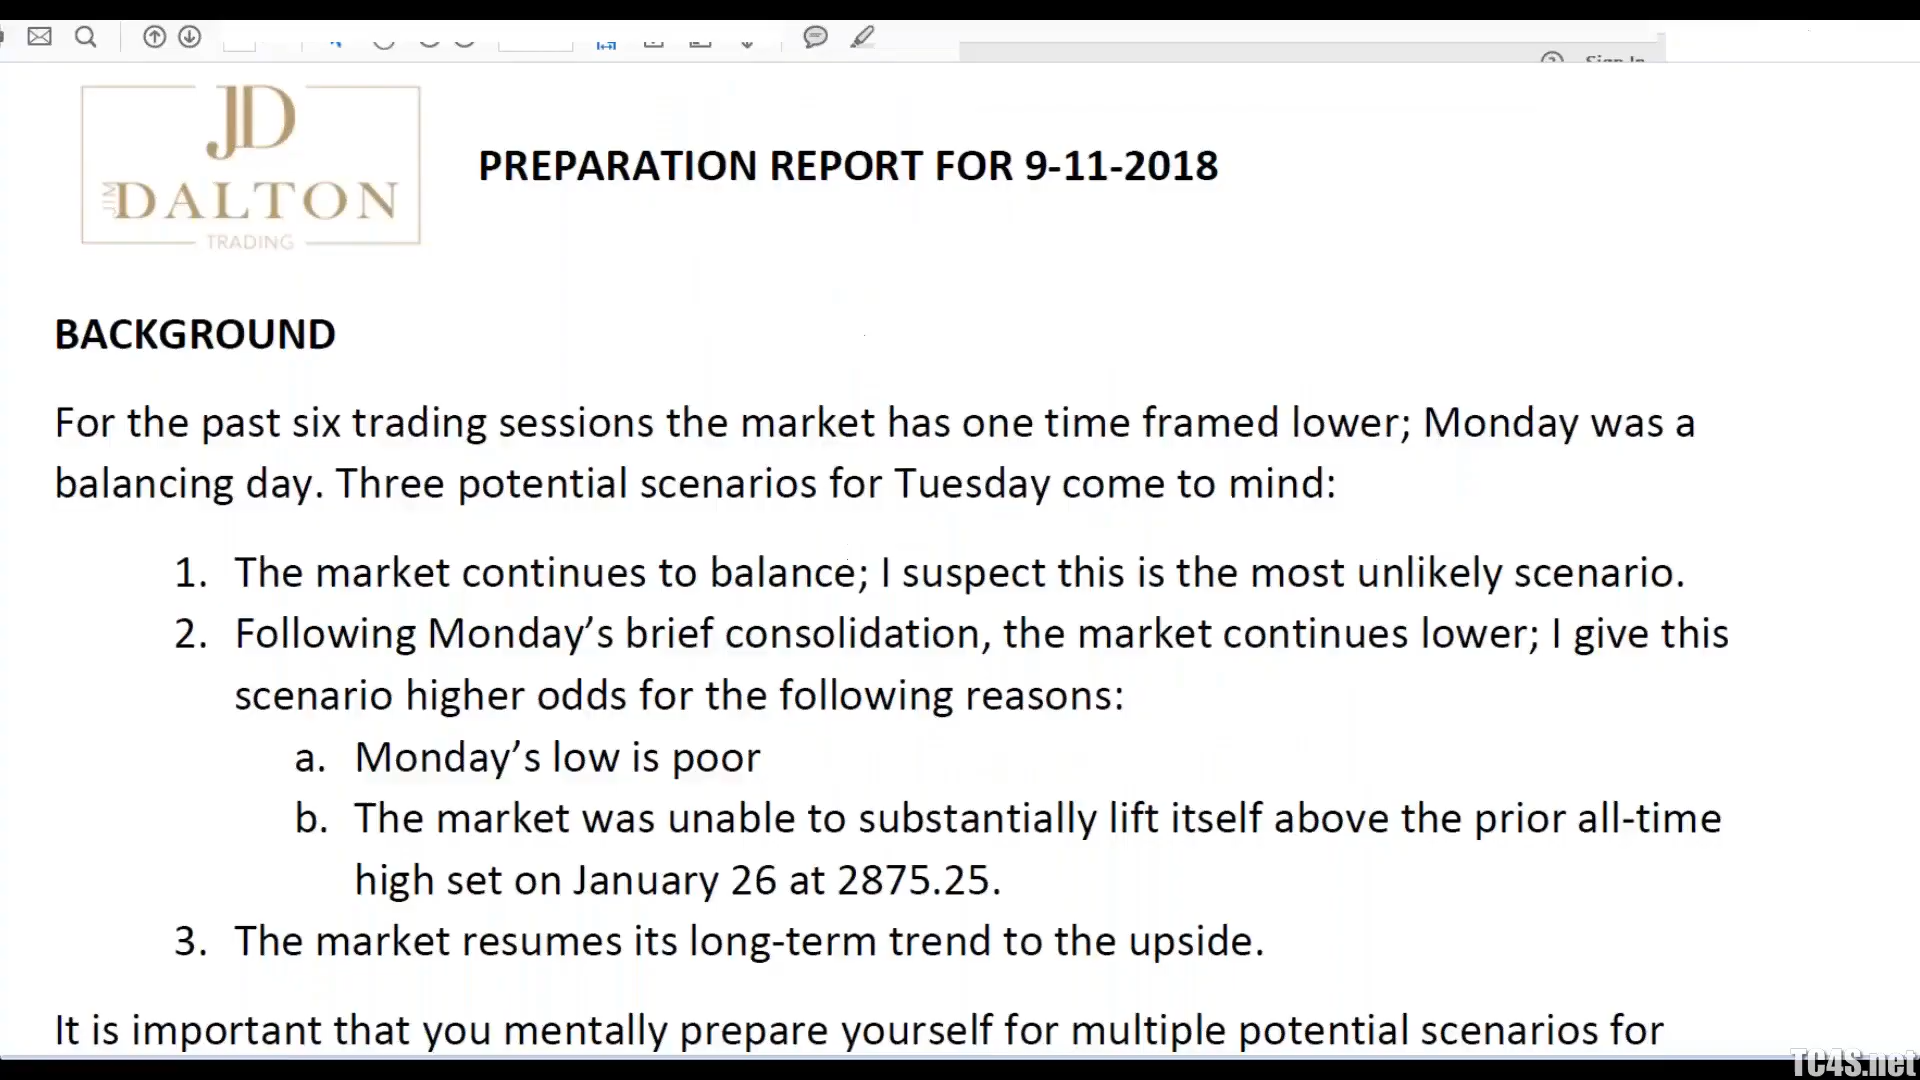 JD
JIM DALTON
TRADING
PREPARATION REPORT FOR 9-11-2018
BACKGROUND
For the past six trading sessions the market has one time framed lower; Monday was a
balancing day. Three potential scenarios for Tuesday come to mind:
1. The market continues to balance; I suspect this is the most unlikely scenario.
2. Following Monday’s brief consolidation, the market continues lower; I give this
scenario higher odds for the following reasons:
a. Monday’s low is poor
b. The market was unable to substantially lift itself above the prior all-time
high set on January 26 at 2875.25.
3. The market resumes its long-term trend to the upside.
It is important that you mentally prepare yourself for multiple potential scenarios for
TC4S.net